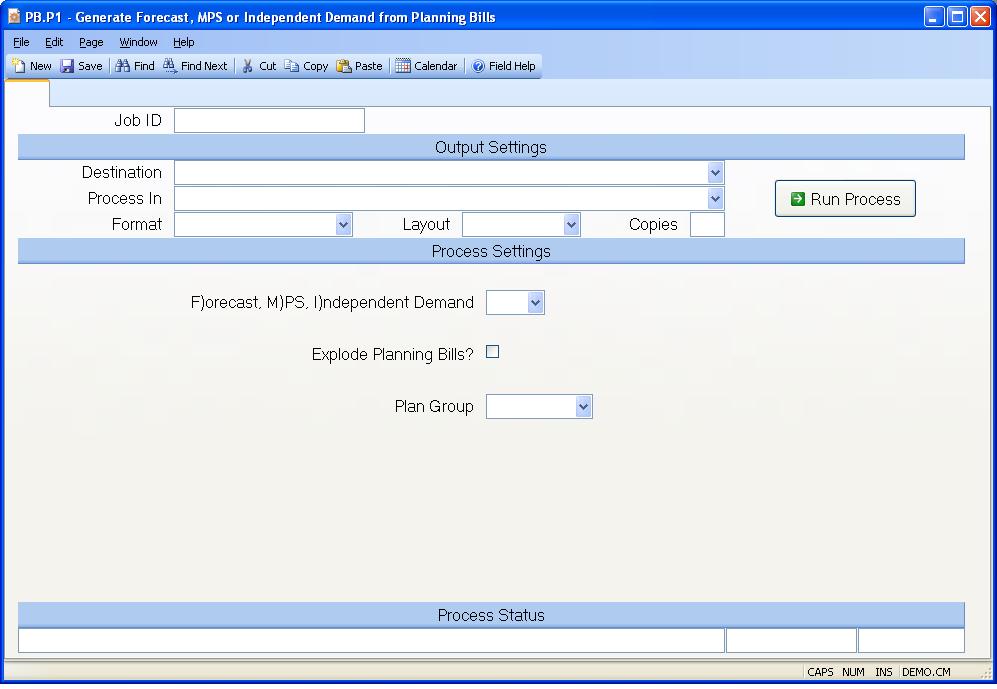 PB.P1 - Generate Forecast, MPS or Independent Demand from Planning Bills
File Edit Page Window Help
New Save Find Find Next Cut Copy Paste Calendar Field Help
Job ID
Output Settings
Destination
Process In
Run Process
Format Layout Copies
Process Settings
F)orecast, M)PS, I)ndependent Demand
Explode Planning Bills?
Plan Group
Process Status
CAPS NUM INS DEMO.CM